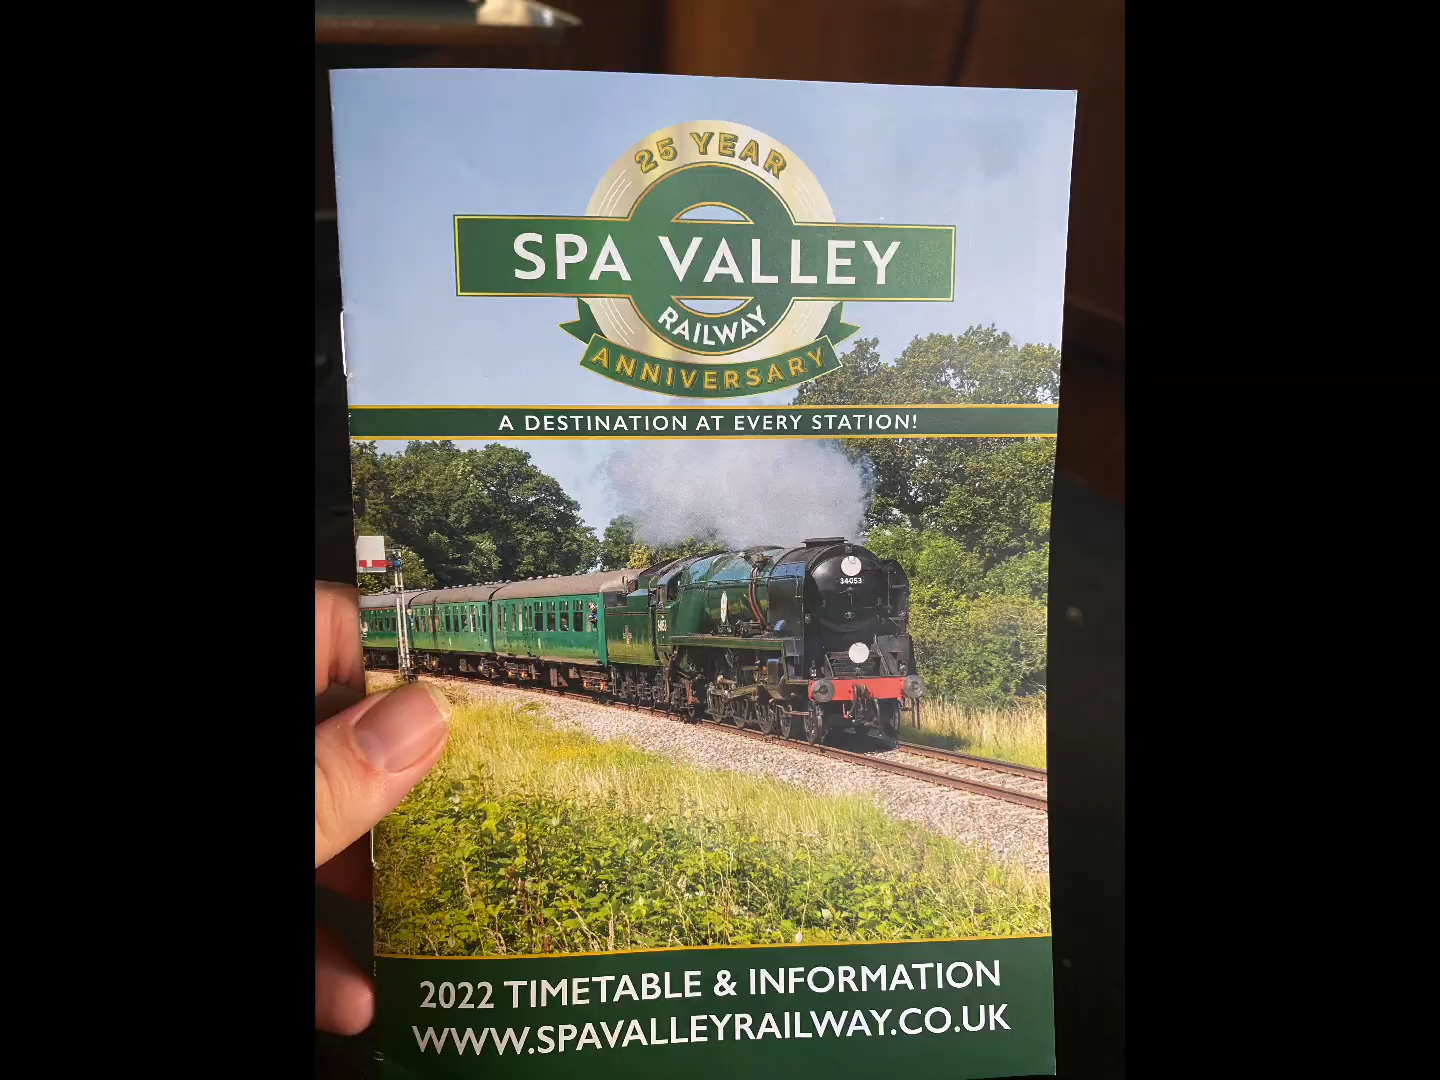 25 YEAR
SPA VALLEY
RAILWAY
ANNIVERSARY
A DESTINATION AT EVERY STATION!
34053
2022 TIMETABLE & INFORMATION
WWW.SPAVALLEYRAILWAY.CO.UK